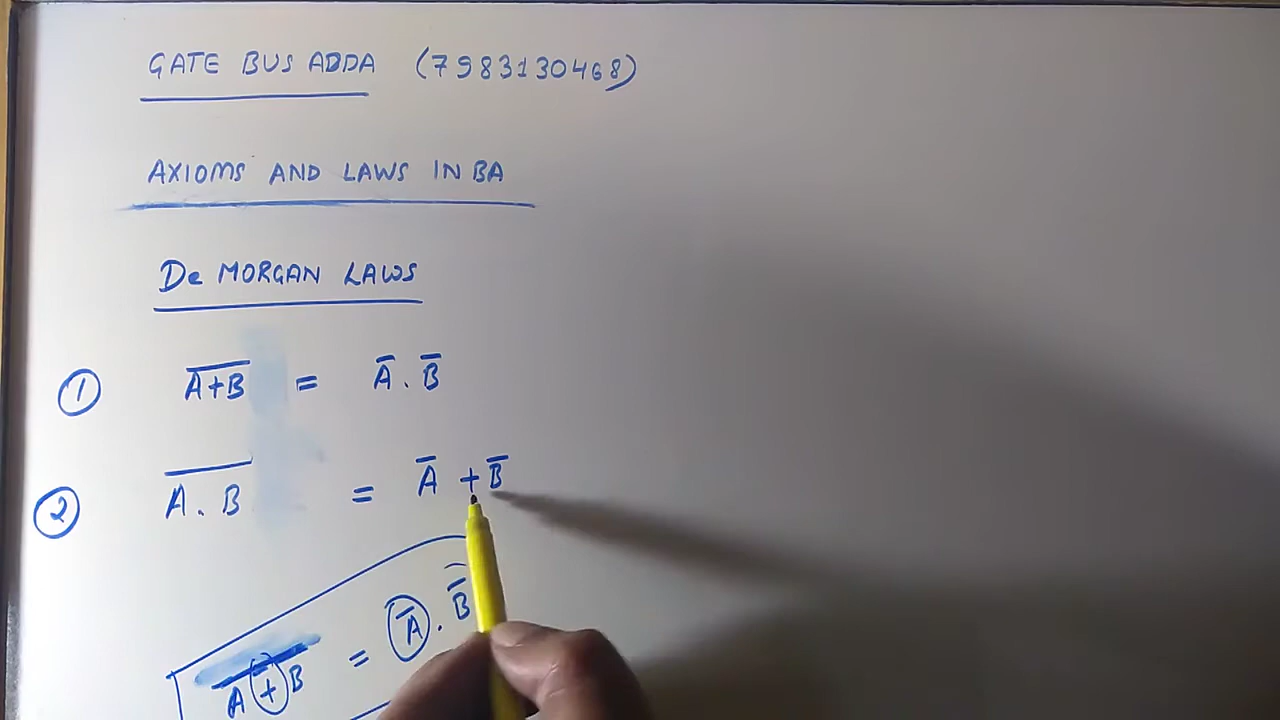 GATE BUS ADDA (7983130468)
AXIOMS AND LAWS IN BA
De MORGAN LAWS
① A̅+̅B̅ = A̅ . B̅
② A̅ ̅.̅ ̅B̅ = A̅ + B̅
A̅ ̅+̅ ̅B̅ = A̅ . B̅